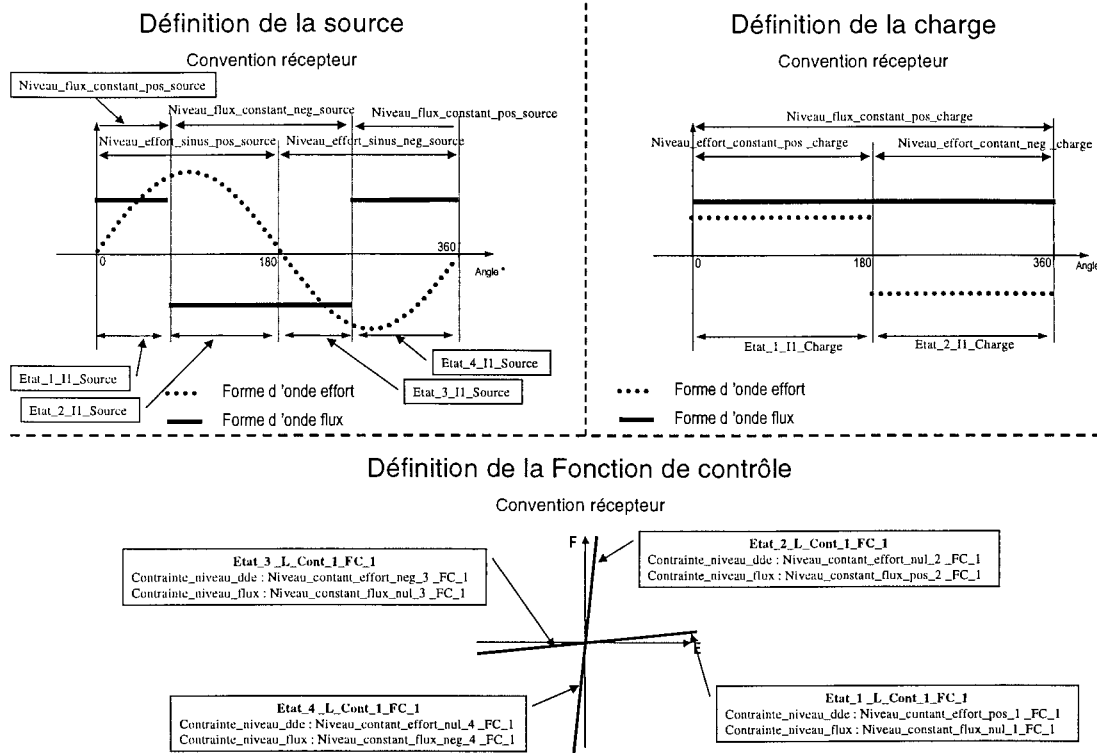 Définition de la source
Convention récepteur
Niveau_flux_constant_pos_source
Niveau_flux_constant_neg_source
Niveau_flux_constant_pos_source
Niveau_effort_sinus_pos_source
Niveau_effort_sinus_neg_source
0
180
360
Angle °
Etat_1_I1_Source
Etat_2_I1_Source
Etat_3_I1_Source
Etat_4_I1_Source
Forme d 'onde effort
Forme d 'onde flux
Définition de la charge
Convention récepteur
Niveau_flux_constant_pos_charge
Niveau_effort_constant_pos _charge
Niveau_effort_contant_neg _charge
0
180
360
Angle
Etat_1_I1_Charge
Etat_2_I1_Charge
Forme d 'onde effort
Forme d 'onde flux
Définition de la Fonction de contrôle
Convention récepteur
F
E
Etat_3 _L_Cont_1_FC_1
Contrainte_niveau_dde : Niveau_contant_effort_neg_3 _FC_1
Contrainte_niveau_flux : Niveau_constant_flux_nul_3 _FC_1
Etat_2_L_Cont_1_FC_1
Contrainte_niveau_dde : Niveau_contant_effort_nul_2 _FC_1
Contrainte_niveau_flux : Niveau_constant_flux_pos_2 _FC_1
Etat_4 _L_Cont_1_FC_1
Contrainte_niveau_dde : Niveau_contant_effort_nul_4 _FC_1
Contrainte_niveau_flux : Niveau_constant_flux_neg_4 _FC_1
Etat_1 _L_Cont_1_FC_1
Contrainte_niveau_dde : Niveau_contant_effort_pos_1 _FC_1
Contrainte_niveau_flux : Niveau_constant_flux_nul_1_FC_1